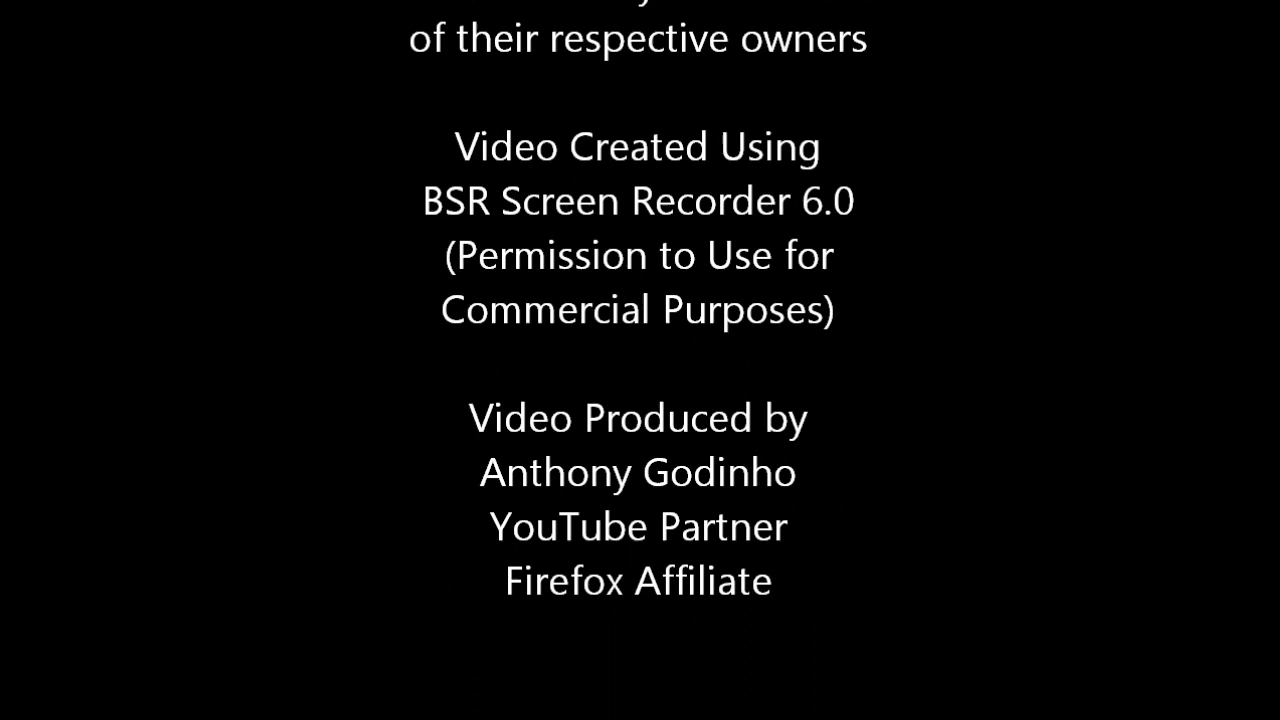 of their respective owners
Video Created Using
BSR Screen Recorder 6.0
(Permission to Use for
Commercial Purposes)
Video Produced by
Anthony Godinho
YouTube Partner
Firefox Affiliate